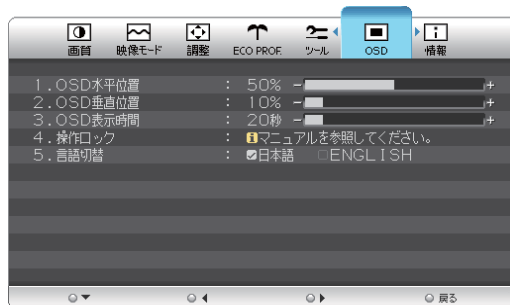 画質 映像モード 調整 ECO PROF. ツール OSD 情報
1.OSD水平位置 : 50% - +
2.OSD垂直位置 : 10% - +
3.OSD表示時間 : 20秒 - +
4.操作ロック : マニュアルを参照してください。
5.言語切替 : 日本語 ENGLISH
戻る